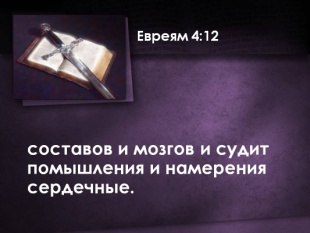 Евреям 4:12
составов и мозгов и судит
помышления и намерения
сердечные.